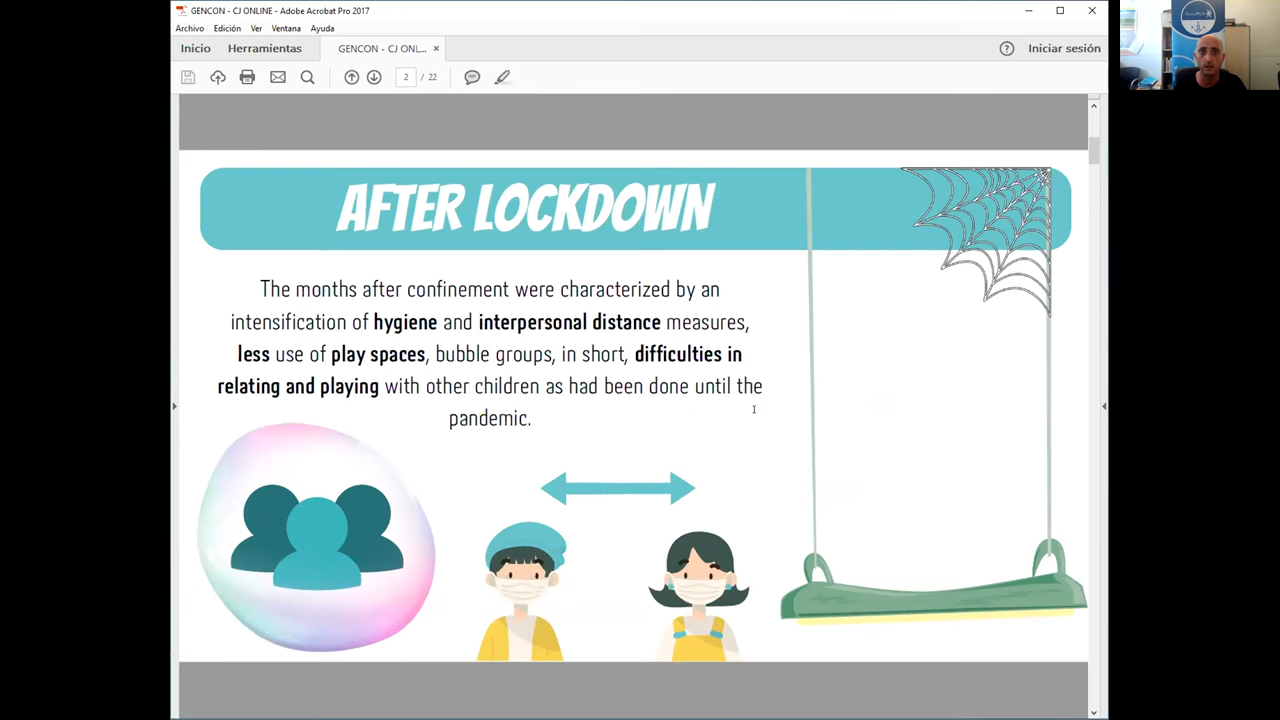 GENCON - CJ ONLINE - Adobe Acrobat Pro 2017
Archivo Edición Ver Ventana Ayuda
Inicio Herramientas GENCON - CJ ONL... × Iniciar sesión
2 / 22
AFTER LOCKDOWN
The months after confinement were characterized by an
intensification of hygiene and interpersonal distance measures,
less use of play spaces, bubble groups, in short, difficulties in
relating and playing with other children as had been done until the
pandemic.